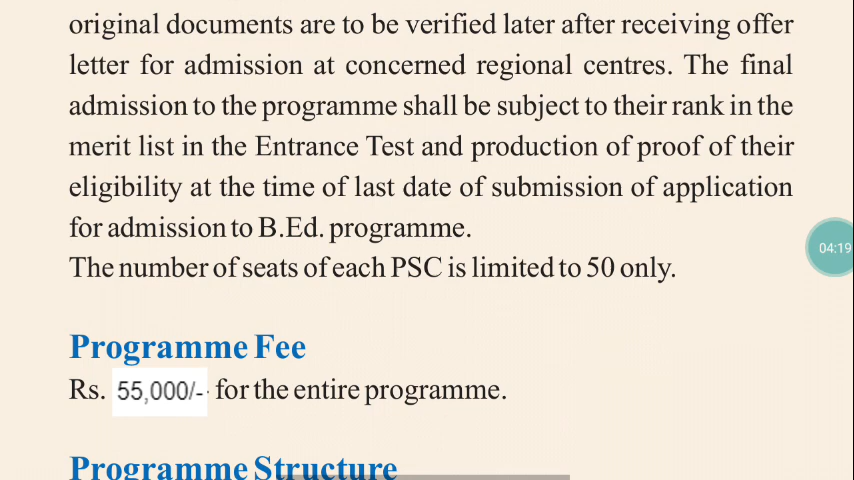 original documents are to be verified later after receiving offer
letter for admission at concerned regional centres. The final
admission to the programme shall be subject to their rank in the
merit list in the Entrance Test and production of proof of their
eligibility at the time of last date of submission of application
for admission to B.Ed. programme.
04:19
The number of seats of each PSC is limited to 50 only.
Programme Fee
Rs. 55,000/- for the entire programme.
Programme Structure